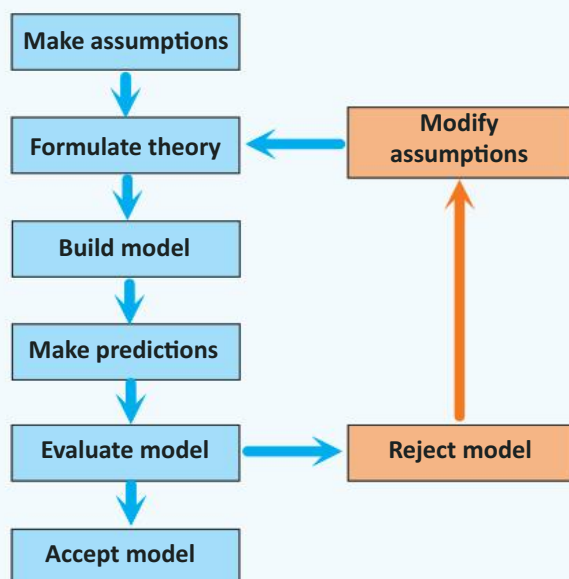 Make assumptions
Formulate theory
Modify
assumptions
Build model
Make predictions
Evaluate model
Reject model
Accept model